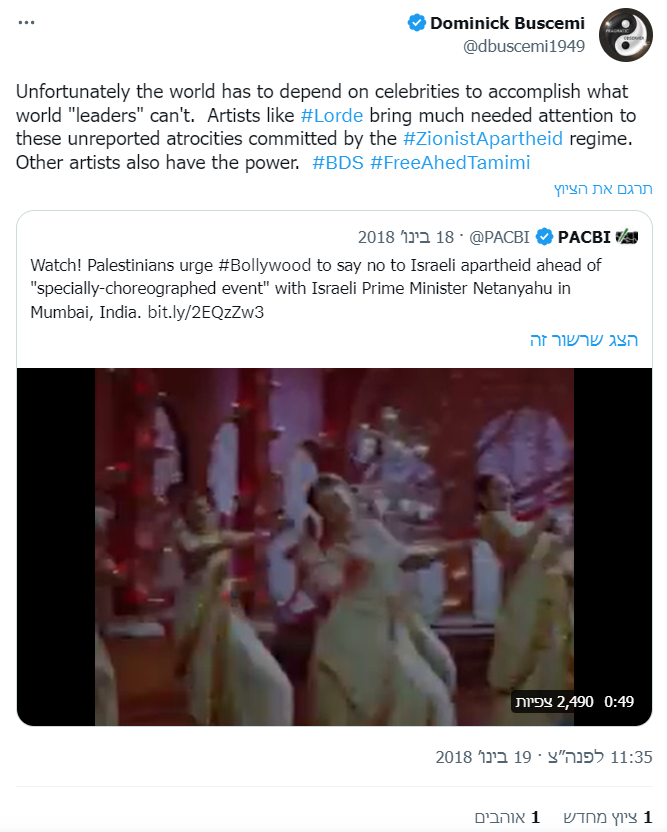 Dominick Buscemi
@dbuscemi1949
Unfortunately the world has to depend on celebrities to accomplish what
world "leaders" can't. Artists like #Lorde bring much needed attention to
these unreported atrocities committed by the #ZionistApartheid regime.
Other artists also have the power. #BDS #FreeAhedTamimi
תרגם את הציוץ
PACBI @PACBI · 18 בינו׳ 2018
Watch! Palestinians urge #Bollywood to say no to Israeli apartheid ahead of
"specially-choreographed event" with Israeli Prime Minister Netanyahu in
Mumbai, India. bit.ly/2EQzZw3
הצג שרשור זה
0:49 2,490 צפיות
11:35 לפנה״צ · 19 בינו׳ 2018
1 ציוץ מחדש 1 אוהבים